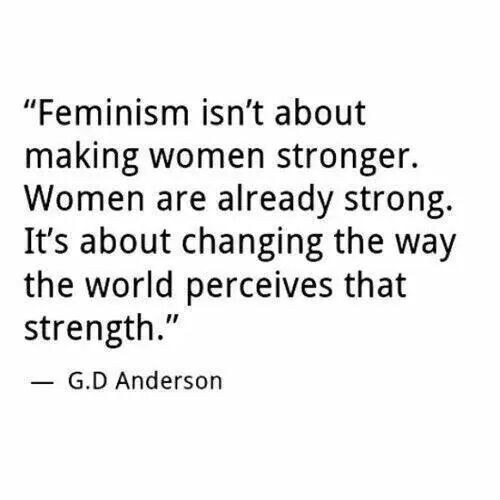 “Feminism isn’t about
making women stronger.
Women are already strong.
It’s about changing the way
the world perceives that
strength.”
— G.D Anderson